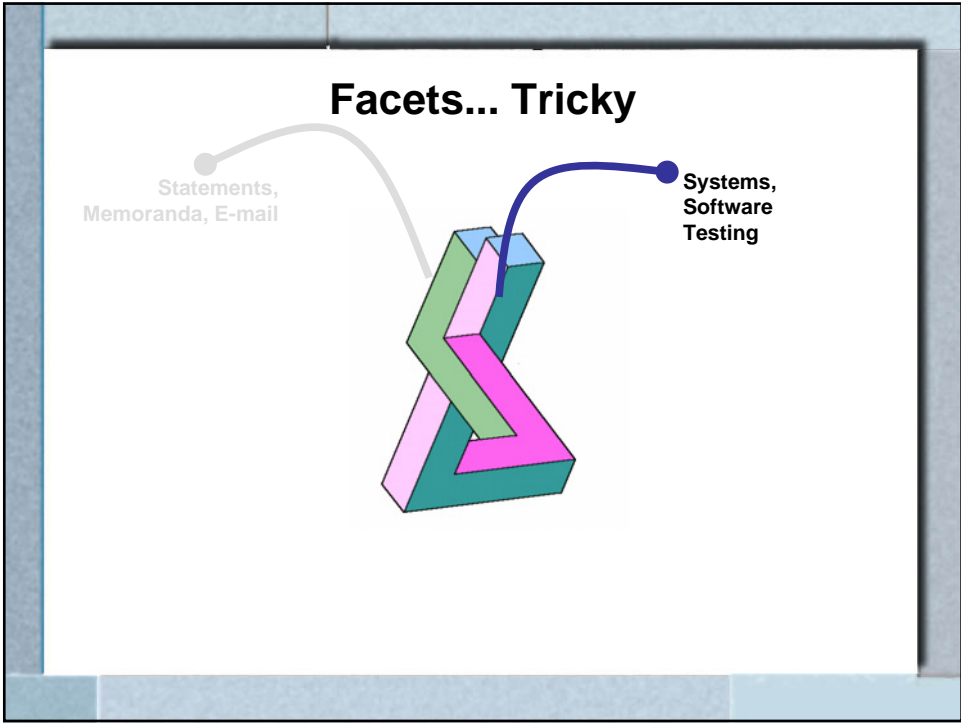 Facets... Tricky
Statements,
Memoranda, E-mail
Systems,
Software
Testing